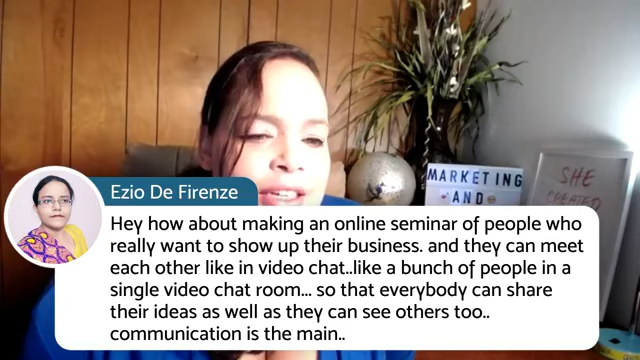 MARKETING
AND
SHE
CREATED
Ezio De Firenze
Hey how about making an online seminar of people who
really want to show up their business. and they can meet
each other like in video chat..like a bunch of people in a
single video chat room... so that everybody can share
their ideas as well as they can see others too..
communication is the main..